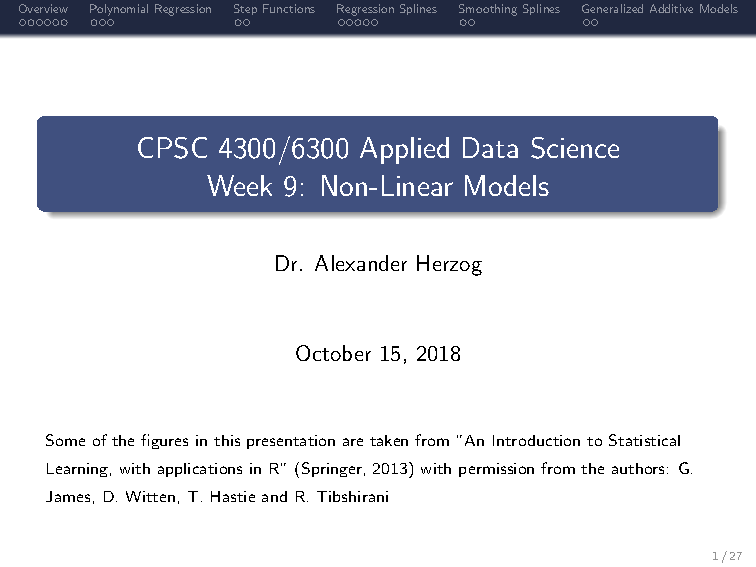 Overview Polynomial Regression Step Functions Regression Splines Smoothing Splines Generalized Additive Models
CPSC 4300/6300 Applied Data Science
Week 9: Non-Linear Models
Dr. Alexander Herzog
October 15, 2018
Some of the figures in this presentation are taken from "An Introduction to Statistical
Learning, with applications in R" (Springer, 2013) with permission from the authors: G.
James, D. Witten, T. Hastie and R. Tibshirani
1 / 27